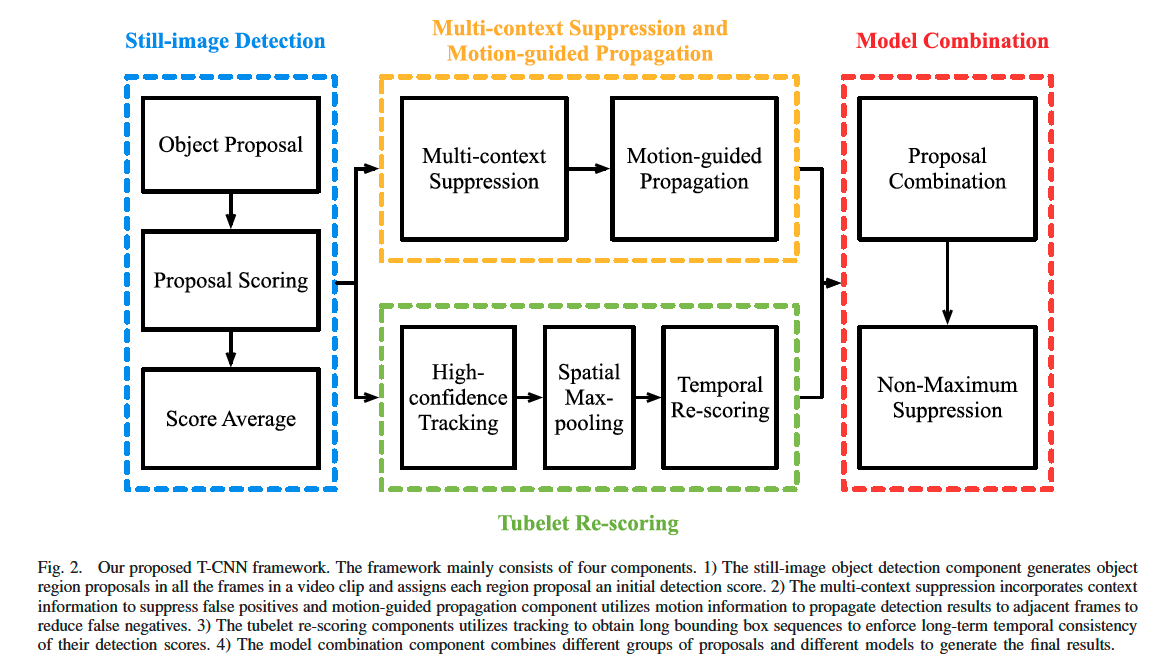 Still-image Detection
Object Proposal
Proposal Scoring
Score Average
Multi-context Suppression and
Motion-guided Propagation
Multi-context
Suppression
Motion-guided
Propagation
High-
confidence
Tracking
Spatial
Max-
pooling
Temporal
Re-scoring
Tubelet Re-scoring
Model Combination
Proposal
Combination
Non-Maximum
Suppression
Fig. 2. Our proposed T-CNN framework. The framework mainly consists of four components. 1) The still-image object detection component generates object
region proposals in all the frames in a video clip and assigns each region proposal an initial detection score. 2) The multi-context suppression incorporates context
information to suppress false positives and motion-guided propagation component utilizes motion information to propagate detection results to adjacent frames to
reduce false negatives. 3) The tubelet re-scoring components utilizes tracking to obtain long bounding box sequences to enforce long-term temporal consistency
of their detection scores. 4) The model combination component combines different groups of proposals and different models to generate the final results.